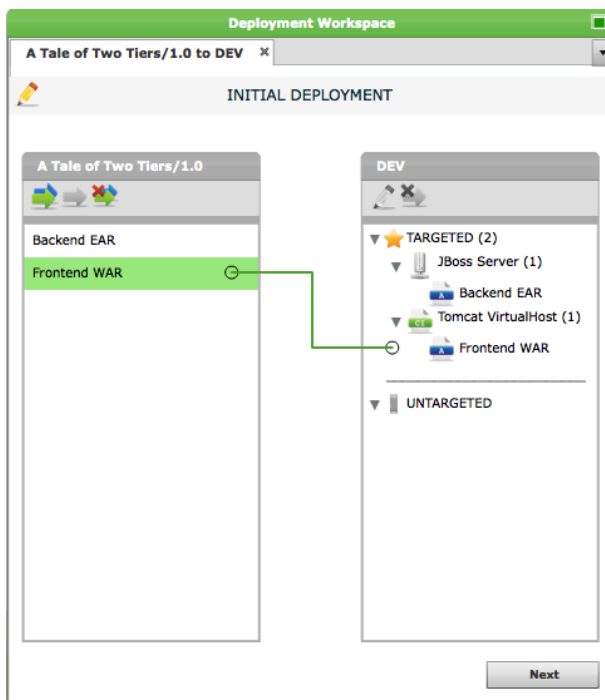 Deployment Workspace
A Tale of Two Tiers/1.0 to DEV
INITIAL DEPLOYMENT
A Tale of Two Tiers/1.0
Backend EAR
Frontend WAR
DEV
TARGETED (2)
JBoss Server (1)
Backend EAR
Tomcat VirtualHost (1)
Frontend WAR
UNTARGETED
Next